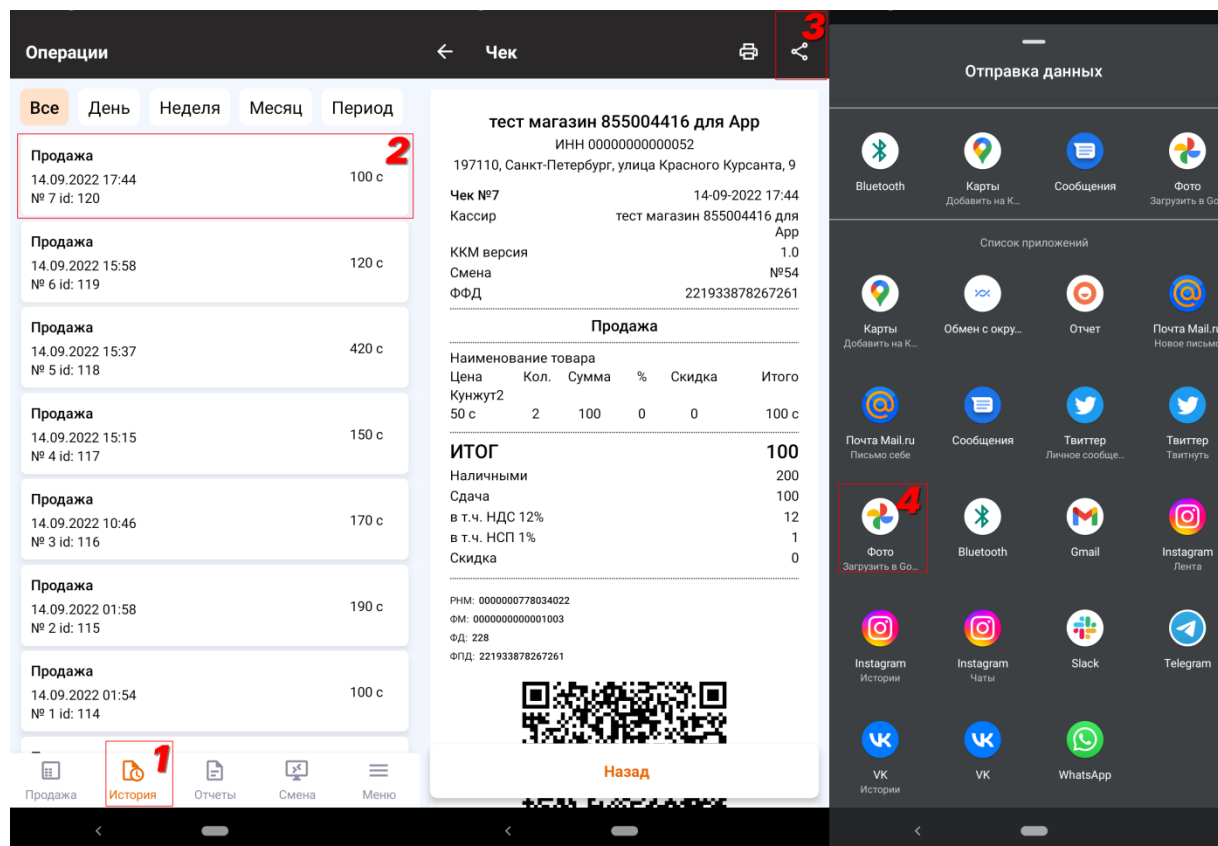 Операции
Все День Неделя Месяц Период
2
Продажа
14.09.2022 17:44 100 с
№ 7 id: 120
Продажа
14.09.2022 15:58 120 с
№ 6 id: 119
Продажа
14.09.2022 15:37 420 с
№ 5 id: 118
Продажа
14.09.2022 15:15 150 с
№ 4 id: 117
Продажа
14.09.2022 10:46 170 с
№ 3 id: 116
Продажа
14.09.2022 01:58 190 с
№ 2 id: 115
Продажа
14.09.2022 01:54 100 с
№ 1 id: 114
1
Продажа История Отчеты Смена Меню
3
Чек
тест магазин 855004416 для App
ИНН 00000000000052
197110, Санкт-Петербург, улица Красного Курсанта, 9
Чек №7 14-09-2022 17:44
Кассир тест магазин 855004416 для
App
ККМ версия 1.0
Смена №54
ФФД 221933878267261
Продажа
Наименование товара
Цена Кол. Сумма % Скидка Итого
Кунжут2
50 с 2 100 0 0 100 с
ИТОГ 100
Наличными 200
Сдача 100
в т.ч. НДС 12% 12
в т.ч. НСП 1% 1
Скидка 0
РНМ: 0000000778034022
ФМ: 0000000000001003
ФД: 228
ФПД: 221933878267261
Назад
Отправка данных
Bluetooth Карты Сообщения Фото
Добавить на К... Загрузить в Go
Список приложений
Карты Обмен с окру... Отчет Почта Mail.ru
Добавить на К... Новое письмо
Почта Mail.ru Сообщения Твиттер Твиттер
Письмо себе Личное сообще... Твитнуть
4
Фото Bluetooth Gmail Instagram
Загрузить в Go... Лента
Instagram Instagram Slack Telegram
Истории Чаты
VK VK WhatsApp
Истории